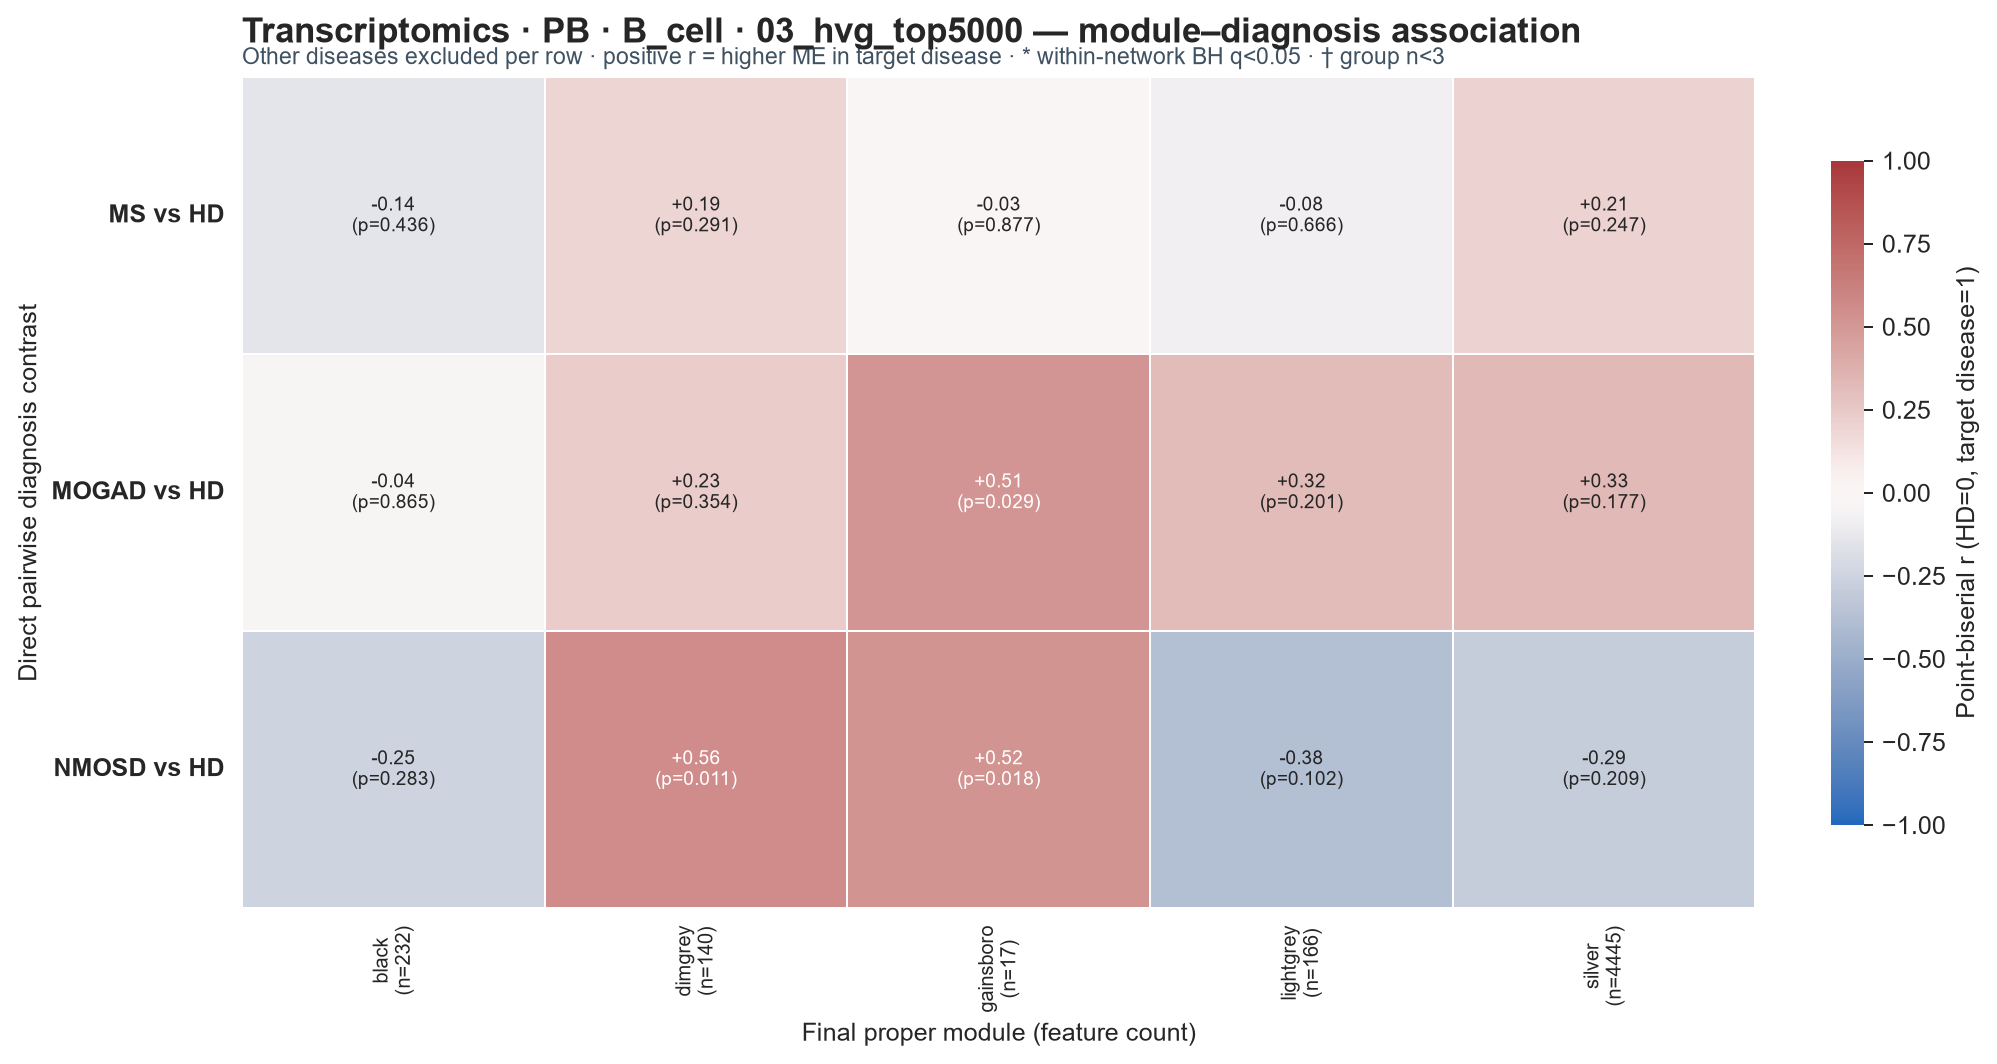 Transcriptomics · PB · B_cell · 03_hvg_top5000 — module–diagnosis association
Other diseases excluded per row · positive r = higher ME in target disease · * within-network BH q<0.05 · † group n<3
Direct pairwise diagnosis contrast
MS vs HD
-0.14
(p=0.436)
+0.19
(p=0.291)
-0.03
(p=0.877)
-0.08
(p=0.666)
+0.21
(p=0.247)
MOGAD vs HD
-0.04
(p=0.865)
+0.23
(p=0.354)
+0.51
(p=0.029)
+0.32
(p=0.201)
+0.33
(p=0.177)
NMOSD vs HD
-0.25
(p=0.283)
+0.56
(p=0.011)
+0.52
(p=0.018)
-0.38
(p=0.102)
-0.29
(p=0.209)
black
(n=232)
dimgrey
(n=140)
gainsboro
(n=17)
lightgrey
(n=166)
silver
(n=4445)
Final proper module (feature count)
1.00
0.75
0.50
0.25
0.00
−0.25
−0.50
−0.75
−1.00
Point-biserial r (HD=0, target disease=1)